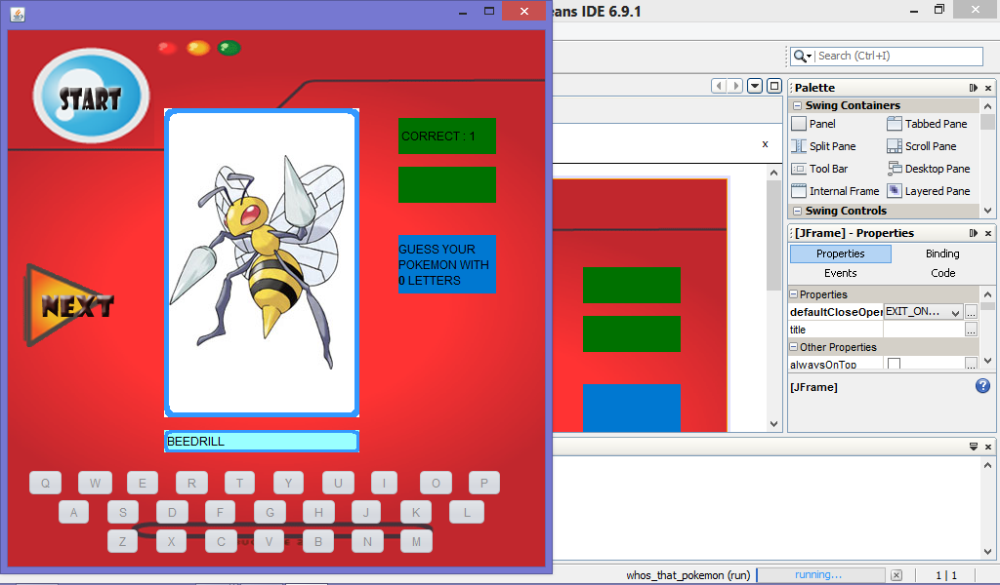 eans IDE 6.9.1
Search (Ctrl+I)
START
CORRECT : 1
GUESS YOUR
POKEMON WITH
0 LETTERS
NEXT
BEEDRILL
Q W E R T Y U I O P
A S D F G H J K L
Z X C V B N M
x
Palette
Swing Containers
Panel Tabbed Pane
Split Pane Scroll Pane
Tool Bar Desktop Pane
Internal Frame Layered Pane
Swing Controls
[JFrame] - Properties
Properties Binding
Events Code
Properties
defaultCloseOper EXIT_ON... ...
title ...
Other Properties
alwaysOnTop ...
[JFrame]
whos_that_pokemon (run) running... 1 | 1